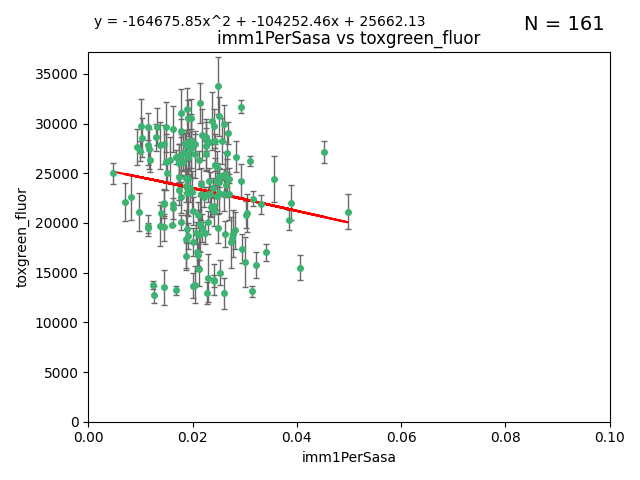 y = -164675.85x^2 + -104252.46x + 25662.13
N = 161
imm1PerSasa vs toxgreen_fluor
35000
30000
25000
20000
15000
10000
5000
0
toxgreen_fluor
0.00 0.02 0.04 0.06 0.08 0.10
imm1PerSasa